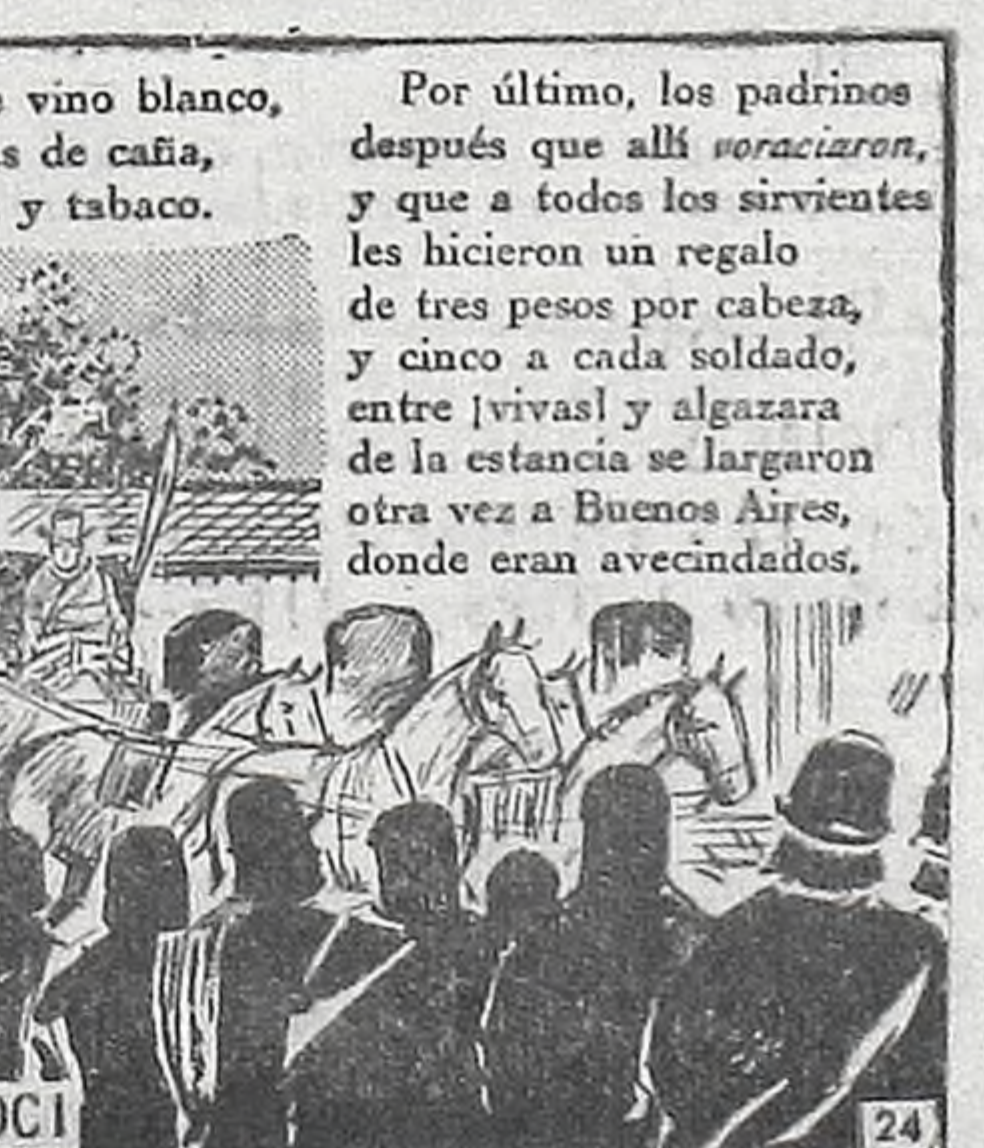 vino blanco,
s de caña,
y tabaco.
Por último, los padrinos
después que allí voraciaron,
y que a todos los sirvientes
les hicieron un regalo
de tres pesos por cabeza,
y cinco a cada soldado,
entre ¡vivas! y algazara
de la estancia se largaron
otra vez a Buenos Aires,
donde eran avecindados.
OCI
24